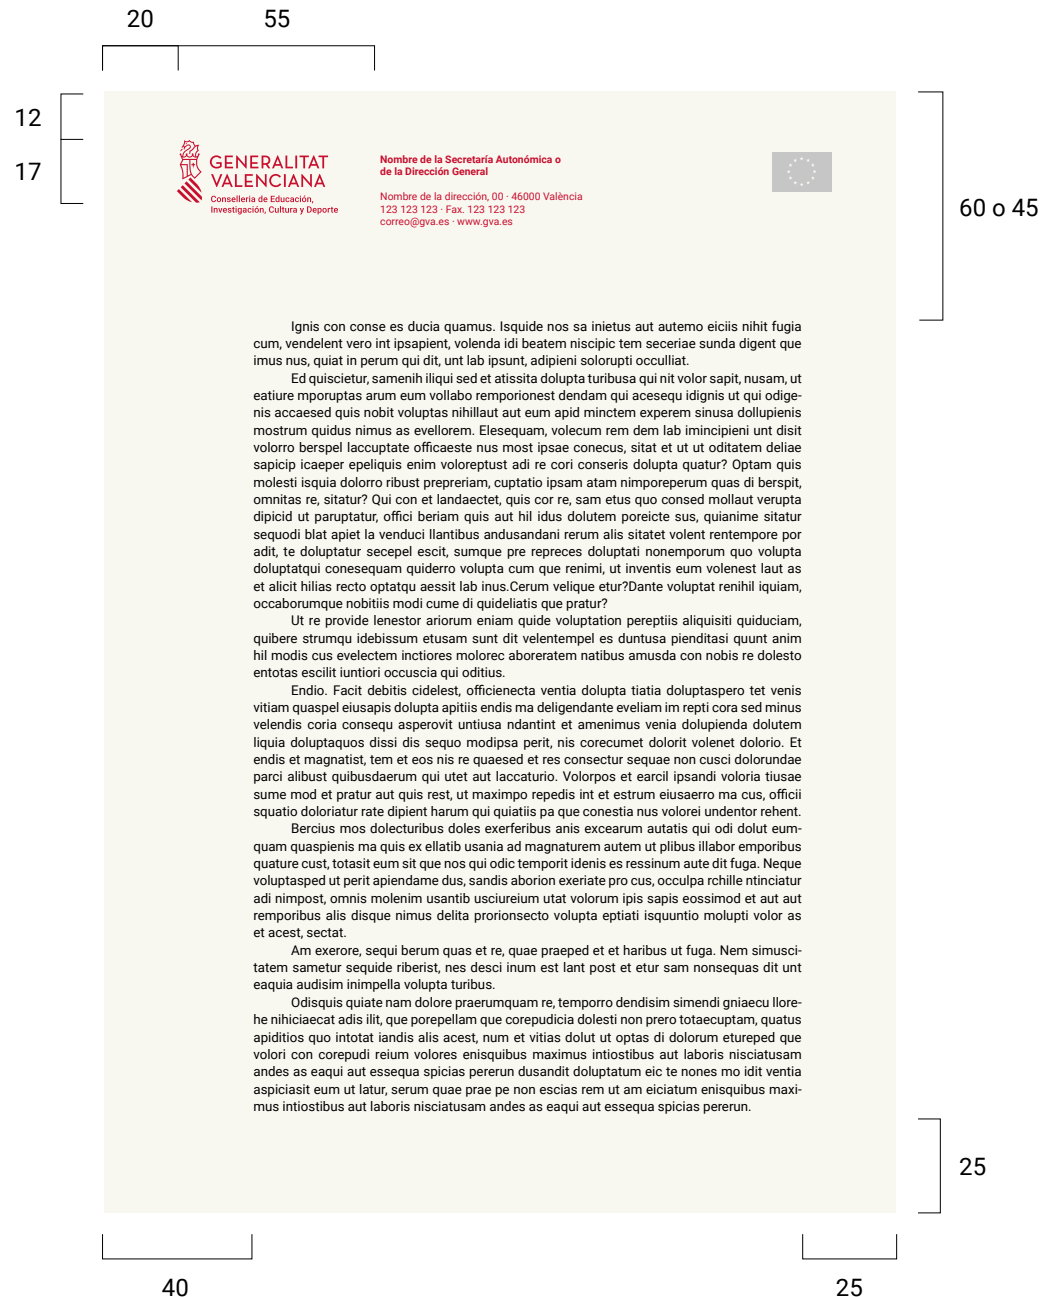 20
55
12
17
60 o 45
GENERALITAT
VALENCIANA
Conselleria de Educación,
Investigación, Cultura y Deporte
Nombre de la Secretaría Autonómica o
de la Dirección General
Nombre de la dirección, 00 · 46000 València
123 123 123 · Fax. 123 123 123
correo@gva.es · www.gva.es
Ignis con conse es ducia quamus. Isquide nos sa inietus aut autemo eiciis nihit fugia
cum, vendelent vero int ipsapient, volenda idi beatem niscipic tem seceriae sunda digent que
imus nus, quiat in perum qui dit, unt lab ipsunt, adipieni solorupti occulliat.
Ed quiscietur, samenih iliqui sed et atissita dolupta turibusa qui nit volor sapit, nusam, ut
eatiure mporuptas arum eum vollabo remporionest dendam qui acesequ idignis ut qui odige-
nis accaesed quis nobit voluptas nihillaut aut eum apid minctem experem sinusa dollupienis
mostrum quidus nimus as evellorem. Elesequam, volecum rem dem lab imincipieni unt disit
volorro berspel laccuptate officaeste nus most ipsae conecus, sitat et ut ut oditatem deliae
sapicip icaeper epeliquis enim voloreptust adi re cori conseris dolupta quatur? Optam quis
molesti isquia dolorro ribust prepreriam, cuptatio ipsam atam nimporeperum quas di berspit,
omnitas re, sitatur? Qui con et landaectet, quis cor re, sam etus quo consed mollaut verupta
dipicid ut paruptatur, offici beriam quis aut hil idus dolutem poreicte sus, quianime sitatur
sequodi blat apiet la venduci llantibus andusandani rerum alis sitatet volent rentempore por
adit, te doluptatur secepel escit, sumque pre repreces doluptati nonemporum quo volupta
doluptatqui conesequam quiderro volupta cum que renimi, ut inventis eum volenest laut as
et alicit hilias recto optatqu aessit lab inus.Cerum velique etur?Dante voluptat renihil iquiam,
occaborumque nobitiis modi cume di quideliatis que pratur?
Ut re provide lenestor ariorum eniam quide voluptation pereptiis aliquisiti quiduciam,
quibere strumqu idebissum etusam sunt dit velentempel es duntusa pienditasi quunt anim
hil modis cus evelectem inctiores molorec aboreratem natibus amusda con nobis re dolesto
entotas escilit iuntiori occuscia qui oditius.
Endio. Facit debitis cidelest, officienecta ventia dolupta tiatia doluptaspero tet venis
vitiam quaspel eiusapis dolupta apitiis endis ma deligendante eveliam im repti cora sed minus
velendis coria consequ asperovit untiusa ndantint et amenimus venia dolupienda dolutem
liquia doluptaquos dissi dis sequo modipsa perit, nis corecumet dolorit volenet dolorio. Et
endis et magnatist, tem et eos nis re quaesed et res consectur sequae non cusci dolorundae
parci alibust quibusdaerum qui utet aut laccaturio. Volorpos et earcil ipsandi voloria tiusae
sume mod et pratur aut quis rest, ut maximpo repedis int et estrum eiusaerro ma cus, officii
squatio doloriatur rate dipient harum qui quiatiis pa que conestia nus volorei undentor rehent.
Bercius mos dolecturibus doles exerferibus anis excearum autatis qui odi dolut eum-
quam quaspienis ma quis ex ellatib usania ad magnaturem autem ut plibus illabor emporibus
quature cust, totasit eum sit que nos qui odic temporit idenis es ressinum aute dit fuga. Neque
voluptasped ut perit apiendame dus, sandis aborion exeriate pro cus, occulpa rchille ntinciatur
adi nimpost, omnis molenim usantib usciureium utat volorum ipis sapis eossimod et aut aut
remporibus alis disque nimus delita prorionsecto volupta eptiati isquuntio molupti volor as
et acest, sectat.
Am exerore, sequi berum quas et re, quae praeped et et haribus ut fuga. Nem simusci-
tatem sametur sequide riberist, nes desci inum est lant post et etur sam nonsequas dit unt
eaquia audisim inimpella volupta turibus.
Odisquis quiate nam dolore praerumquam re, temporro dendisim simendi gniaecu llore-
he nihiciaecat adis ilit, que porepellam que corepudicia dolesti non prero totaecuptam, quatus
apiditios quo intotat iandis alis acest, num et vitias dolut ut optas di dolorum etureped que
volori con corepudi reium volores enisquibus maximus intiostibus aut laboris nisciatusam
andes as eaqui aut essequa spicias pererun dusandit doluptatum eic te nones mo idit ventia
aspiciasit eum ut latur, serum quae prae pe non escias rem ut am eiciatum enisquibus maxi-
mus intiostibus aut laboris nisciatusam andes as eaqui aut essequa spicias pererun.
25
40
25